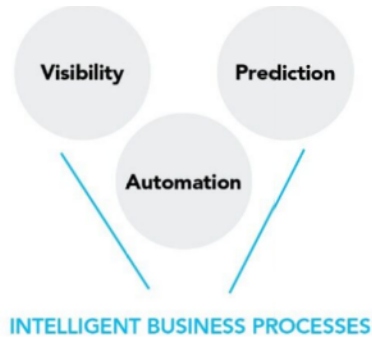 Visibility
Prediction
Automation
INTELLIGENT BUSINESS PROCESSES